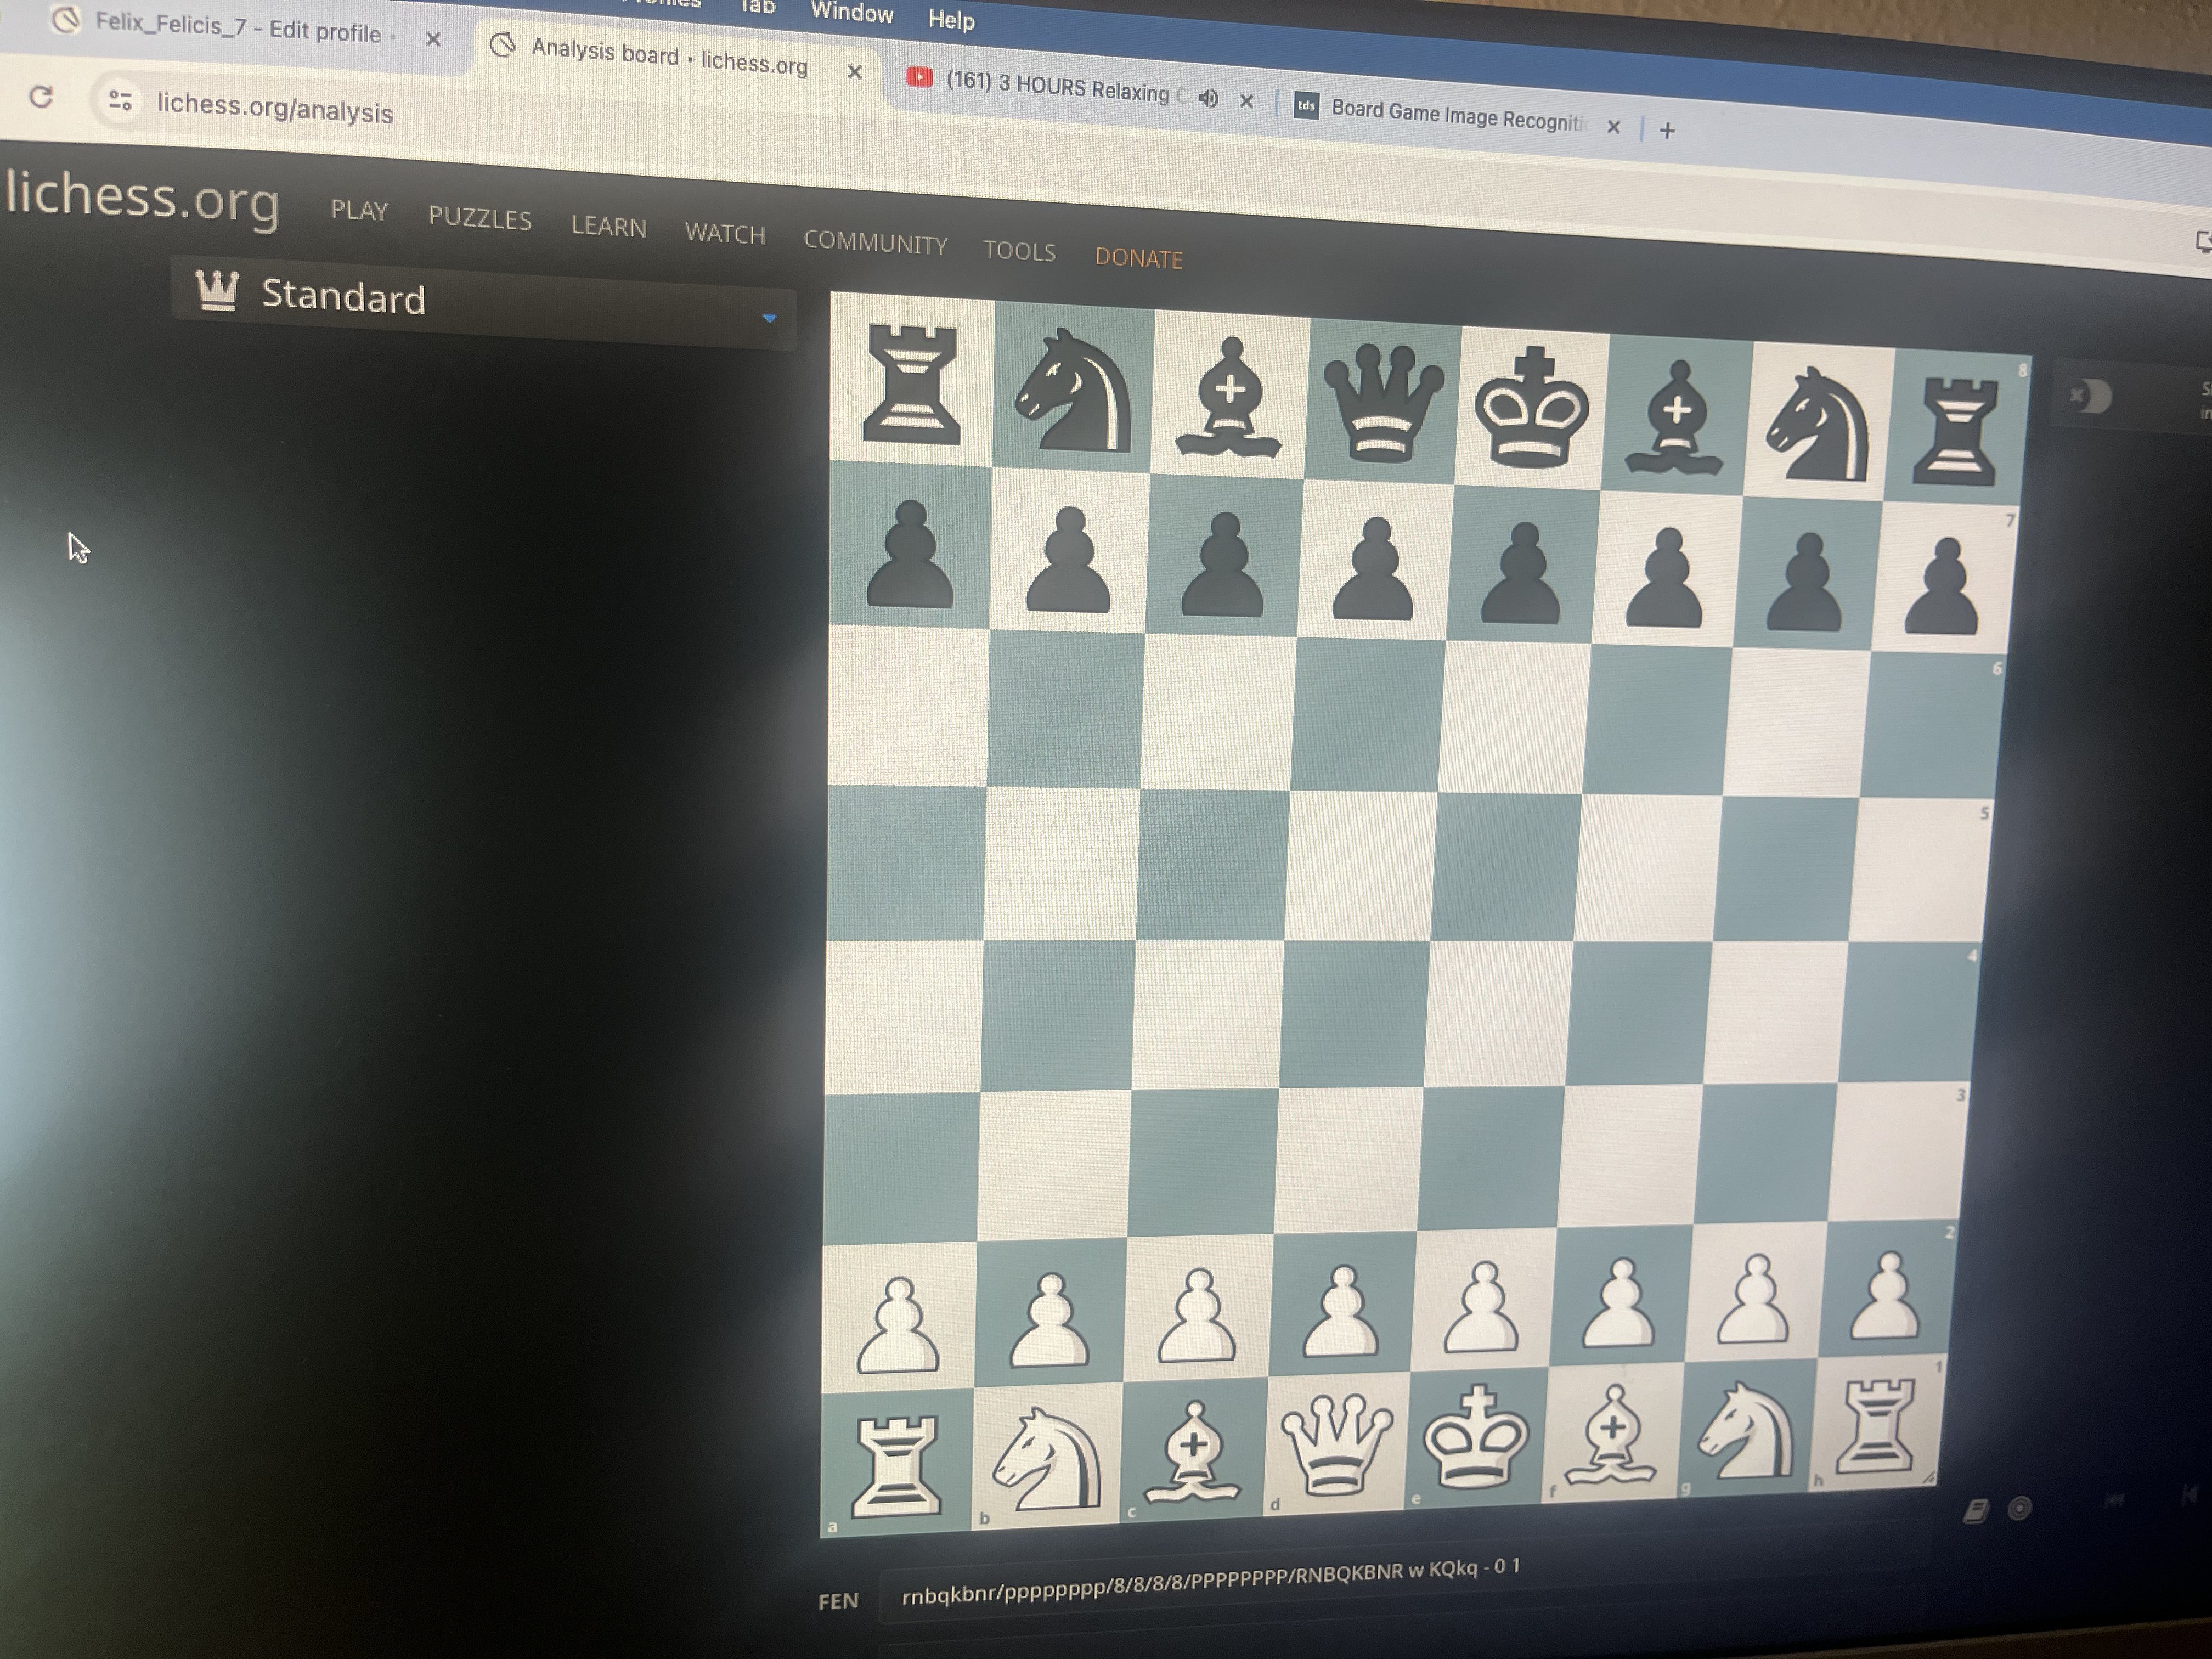 Tab Window Help
Felix_Felicis_7 - Edit profile
Analysis board • lichess.org
(161) 3 HOURS Relaxing
tds Board Game Image Recogniti
lichess.org/analysis
lichess.org PLAY PUZZLES LEARN WATCH COMMUNITY TOOLS DONATE
Standard
8
7
6
5
4
3
2
1
a b c d e f g h
FEN rnbqkbnr/pppppppp/8/8/8/8/PPPPPPPP/RNBQKBNR w KQkq - 0 1